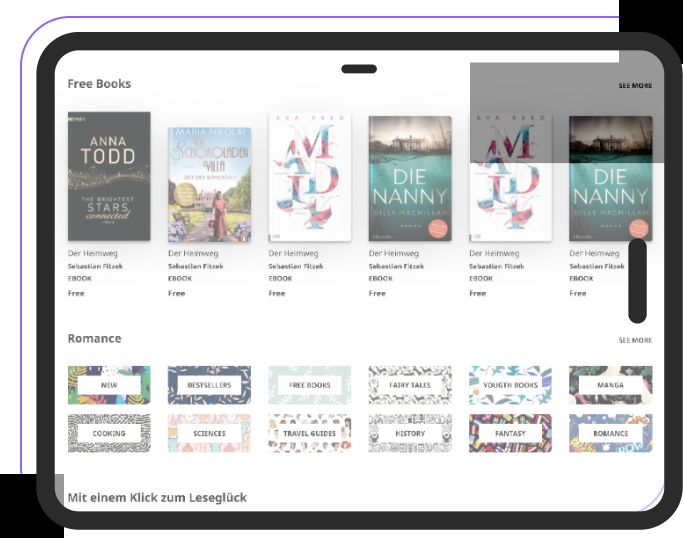 Free Books
SEE MORE
ANNA
TODD
THE BRIGHTEST
STARS
connected
MARIA NIKOLAI
DIE
SCHOKOLADEN
VILLA
ZEIT DES SCHICKSALS
AVA REED
MADLY
DIE
NANNY
GILLY MACMILLAN
AVA REED
MADLY
DIE
NANNY
GILLY MACMILLAN
Der Heimweg
Sebastian Fitzek
EBOOK
Free
Der Heimweg
Sebastian Fitzek
EBOOK
Free
Der Heimweg
Sebastian Fitzek
EBOOK
Free
Der Heimweg
Sebastian Fitzek
EBOOK
Free
Der Heimweg
Sebastian Fitzek
EBOOK
Free
Der Heimweg
Sebastian Fitzek
EBOOK
Free
Romance
SEE MORE
NEW
BESTSELLERS
FREE BOOKS
FAIRY TALES
YOUGTH BOOKS
MANGA
COOKING
SCIENCES
TRAVEL GUIDES
HISTORY
FANTASY
ROMANCE
Mit einem Klick zum Leseglück